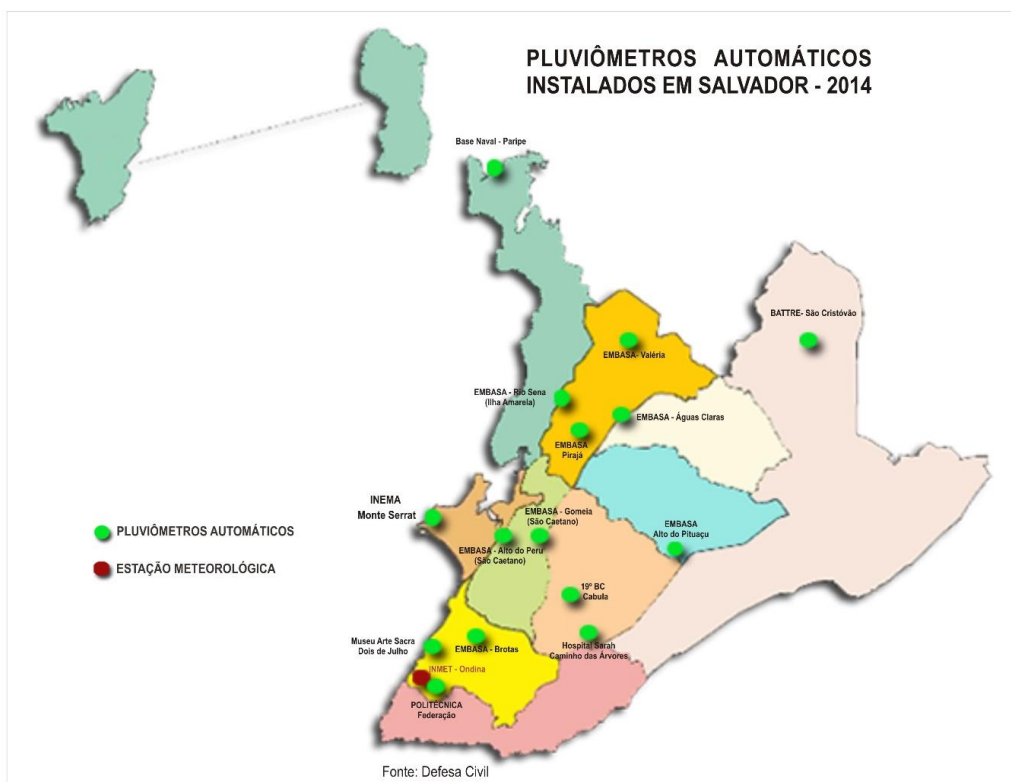 PLUVIÔMETROS AUTOMÁTICOS
INSTALADOS EM SALVADOR - 2014
Base Naval - Paripe
BATTRE- São Cristóvão
EMBASA- Valéria
EMBASA - Rio Sena
(Ilha Amarela)
EMBASA - Águas Claras
EMBASA
Pirajá
INEMA
Monte Serrat
EMBASA - Gomeia
(São Caetano)
EMBASA
Alto do Pituaçu
PLUVIÔMETROS AUTOMÁTICOS
EMBASA - Alto do Peru
(São Caetano)
ESTAÇÃO METEOROLÓGICA
19º BC
Cabula
Museu Arte Sacra
Dois de Julho
EMBASA - Brotas
Hospital Sarah
Caminho das Árvores
INMET - Ondina
POLITÉCNICA
Federação
Fonte: Defesa Civil